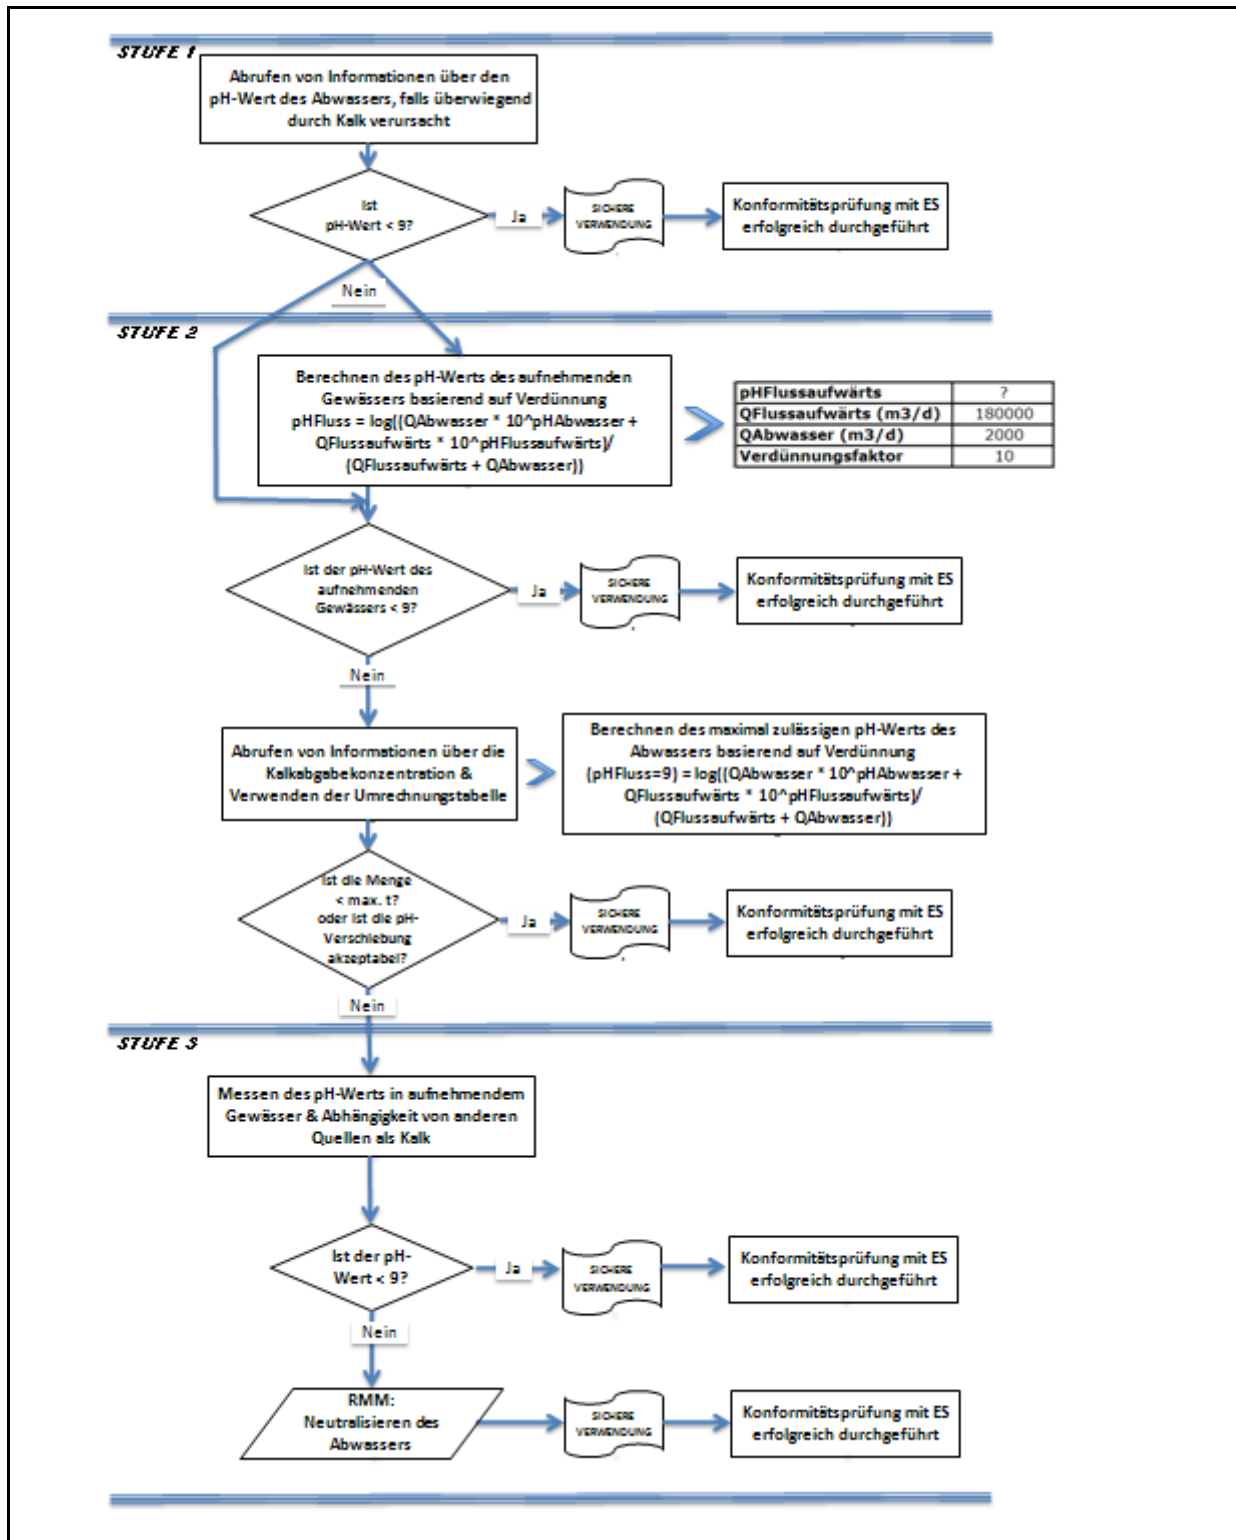 STUFE 1
Abrufen von Informationen über den
pH-Wert des Abwassers, falls überwiegend
durch Kalk verursacht
Ist
pH-Wert < 9?
Ja
SICHERE
VERWENDUNG
Konformitätsprüfung mit ES
erfolgreich durchgeführt
Nein
STUFE 2
Berechnen des pH-Werts des aufnehmenden
Gewässers basierend auf Verdünnung
pHFluss = log((QAbwasser * 10^pHAbwasser +
QFlussaufwärts * 10^pHFlussaufwärts)/
(QFlussaufwärts + QAbwasser))
pHFlussaufwärts ?
QFlussaufwärts (m3/d) 180000
QAbwasser (m3/d) 2000
Verdünnungsfaktor 10
Ist der pH-Wert des
aufnehmenden
Gewässers < 9?
Ja
SICHERE
VERWENDUNG
Konformitätsprüfung mit ES
erfolgreich durchgeführt
Nein
Abrufen von Informationen über die
Kalkabgabekonzentration &
Verwenden der Umrechnungstabelle
Berechnen des maximal zulässigen pH-Werts des
Abwassers basierend auf Verdünnung
(pHFluss=9) = log((QAbwasser * 10^pHAbwasser +
QFlussaufwärts * 10^pHFlussaufwärts)/
(QFlussaufwärts + QAbwasser))
Ist die Menge
< max. t?
oder ist die pH-
Verschiebung
akzeptabel?
Ja
SICHERE
VERWENDUNG
Konformitätsprüfung mit ES
erfolgreich durchgeführt
Nein
STUFE 3
Messen des pH-Werts in aufnehmendem
Gewässer & Abhängigkeit von anderen
Quellen als Kalk
Ist der pH-
Wert < 9?
Ja
SICHERE
VERWENDUNG
Konformitätsprüfung mit ES
erfolgreich durchgeführt
Nein
RMM:
Neutralisieren des
Abwassers
SICHERE
VERWENDUNG
Konformitätsprüfung mit ES
erfolgreich durchgeführt